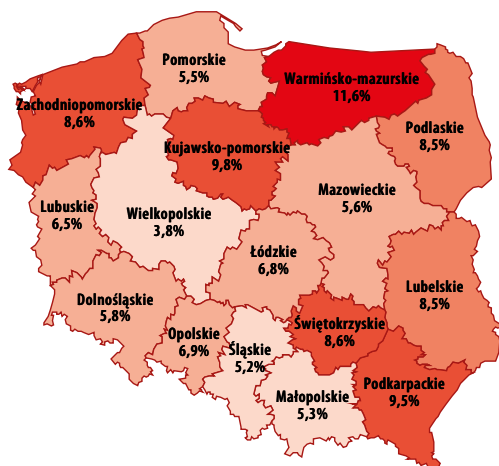 Pomorskie
5,5%
Warmińsko-mazurskie
11,6%
Zachodniopomorskie
8,6%
Podlaskie
8,5%
Kujawsko-pomorskie
9,8%
Mazowieckie
5,6%
Lubuskie
6,5%
Wielkopolskie
3,8%
Łódzkie
6,8%
Lubelskie
8,5%
Dolnośląskie
5,8%
Świętokrzyskie
8,6%
Opolskie
6,9%
Śląskie
5,2%
Podkarpackie
9,5%
Małopolskie
5,3%